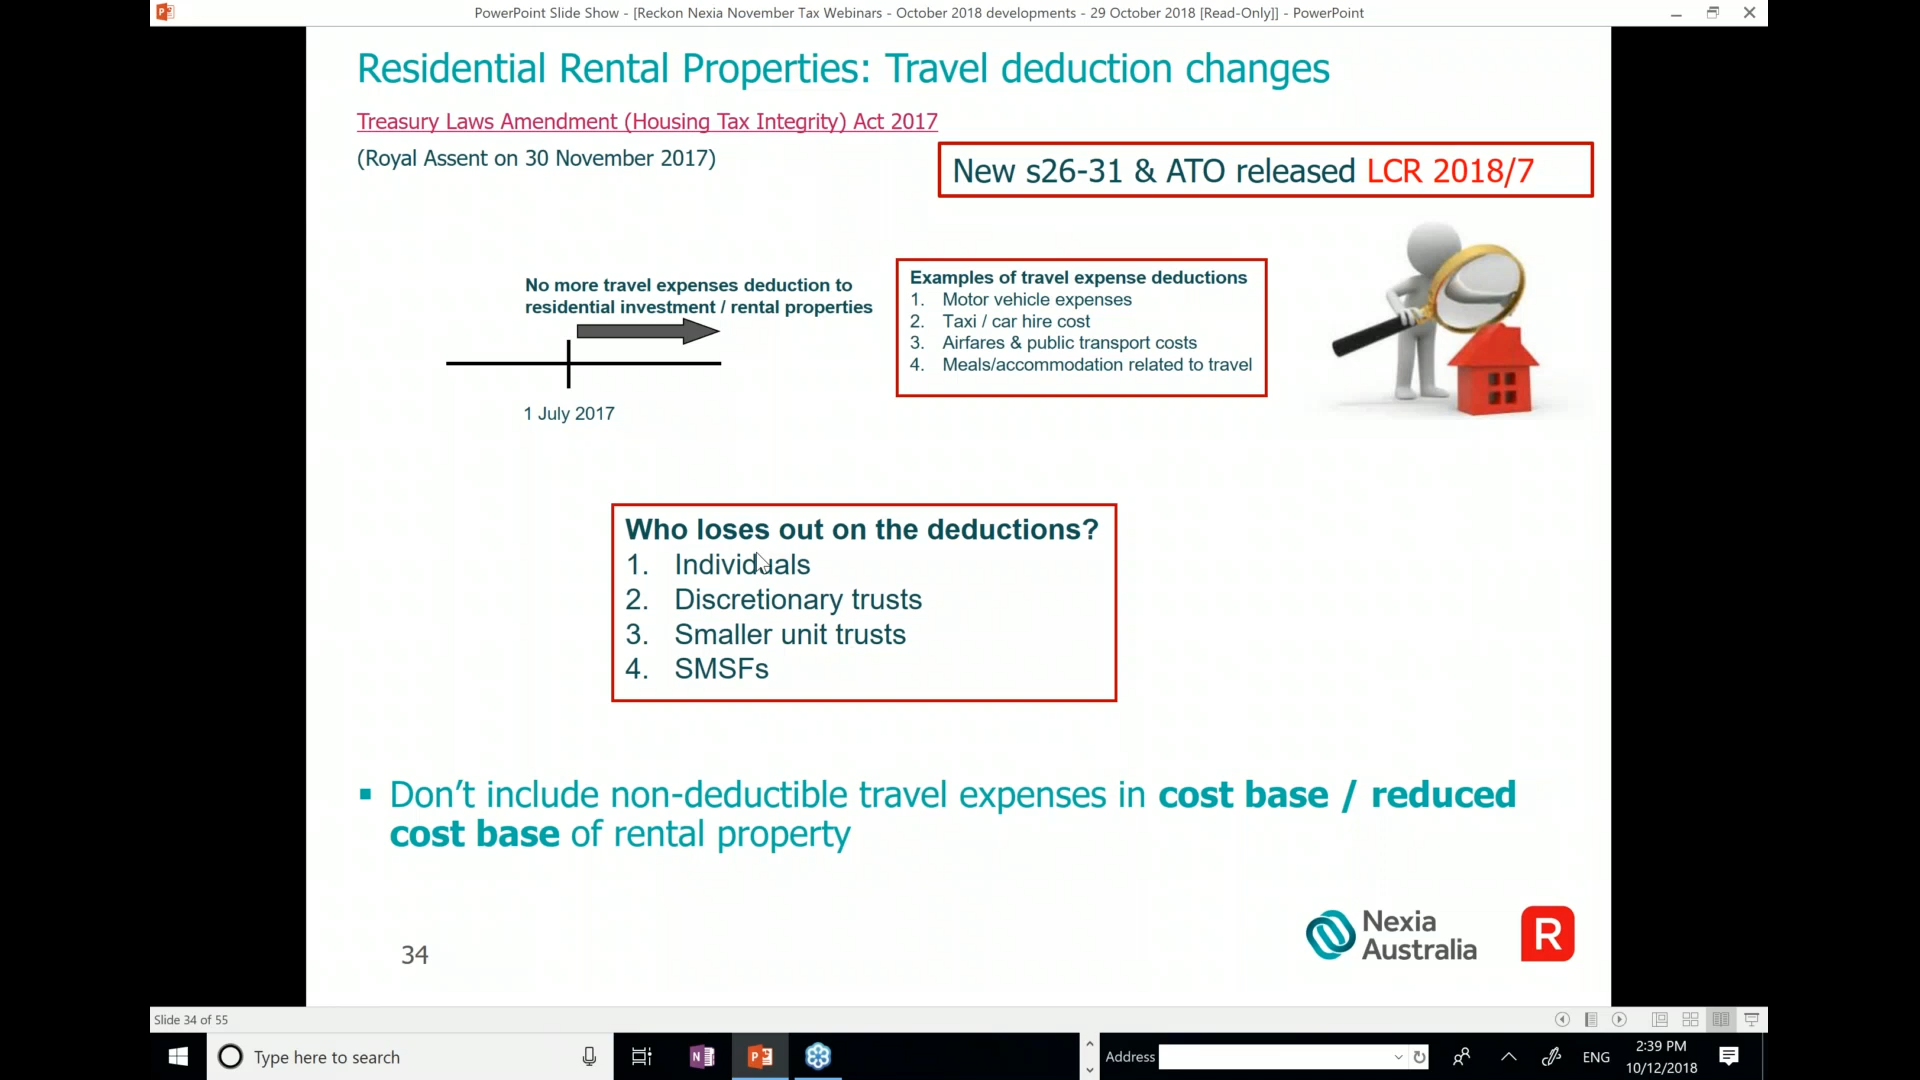 PowerPoint Slide Show - [Reckon Nexia November Tax Webinars - October 2018 developments - 29 October 2018 [Read-Only]] - PowerPoint
Residential Rental Properties: Travel deduction changes
Treasury Laws Amendment (Housing Tax Integrity) Act 2017
(Royal Assent on 30 November 2017)
New s26-31 & ATO released LCR 2018/7
No more travel expenses deduction to
residential investment / rental properties
1 July 2017
Examples of travel expense deductions
1. Motor vehicle expenses
2. Taxi / car hire cost
3. Airfares & public transport costs
4. Meals/accommodation related to travel
Who loses out on the deductions?
1. Individuals
2. Discretionary trusts
3. Smaller unit trusts
4. SMSFs
▪ Don't include non-deductible travel expenses in cost base / reduced
cost base of rental property
34
Nexia
Australia
R
Slide 34 of 55
Type here to search
Address
ENG
2:39 PM
10/12/2018